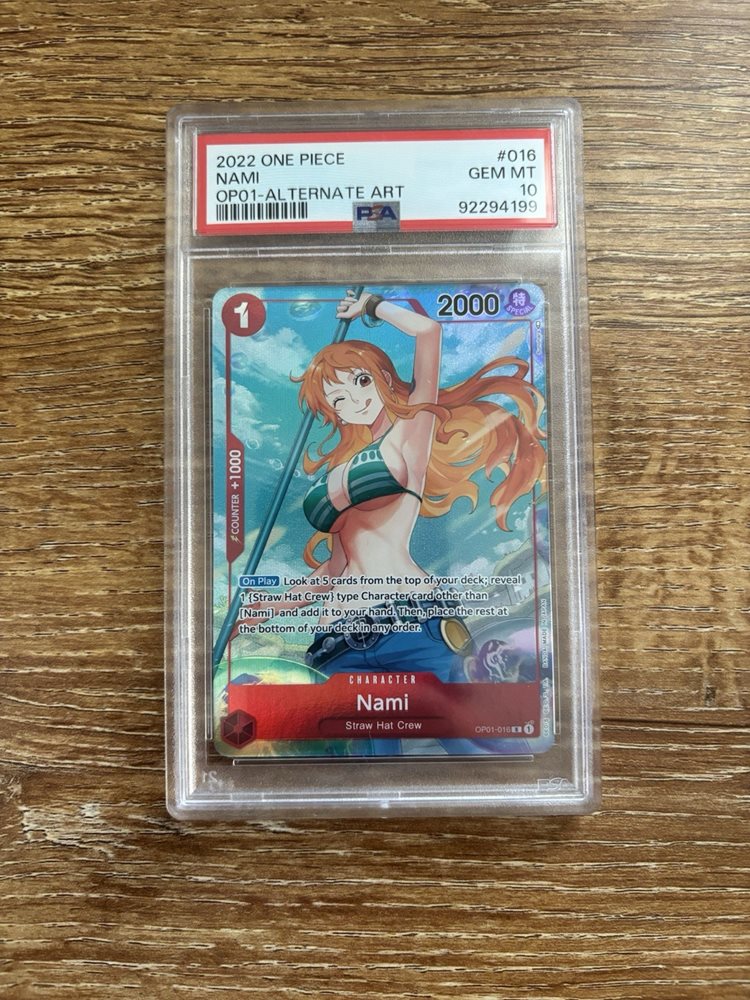 2022 ONE PIECE #016
NAMI GEM MT
OP01-ALTERNATE ART 10
PSA 92294199
1
2000
特
SPECIAL
COUNTER +1000
On Play Look at 5 cards from the top of your deck; reveal
1 {Straw Hat Crew} type Character card other than
[Nami] and add it to your hand. Then, place the rest at
the bottom of your deck in any order.
CHARACTER
Nami
Straw Hat Crew
OP01-016 R 1